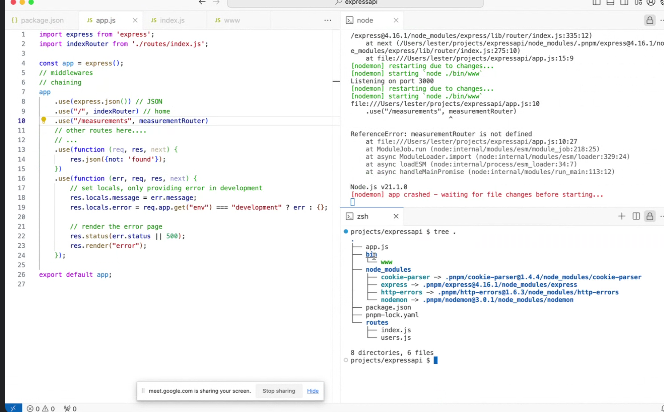 expressapi
package.json
JS app.js
JS index.js
JS www
1 import express from 'express';
2 import indexRouter from './routes/index.js';
3
4 const app = express();
5 // middlewares
6 // chaining
7 app
8 .use(express.json()) // JSON
9 .use("/", indexRouter) // home
10 .use("/measurements", measurementRouter)
11 // other routes here....
12 // ...
13 .use(function (req, res, next) {
14 res.json({not: 'found'});
15 })
16 .use(function (err, req, res, next) {
17 // set locals, only providing error in development
18 res.locals.message = err.message;
19 res.locals.error = req.app.get("env") === "development" ? err : {};
20
21 // render the error page
22 res.status(err.status || 500);
23 res.render("error");
24 });
25
26 export default app;
27
node
/express@4.16.1/node_modules/express/lib/router/index.js:335:12)
at next (/Users/lester/projects/expressapi/node_modules/.pnpm/express@4.16.1/no
e_modules/express/lib/router/index.js:275:10)
at file:///Users/lester/projects/expressapi/app.js:15:9
[nodemon] restarting due to changes...
[nodemon] starting `node ./bin/www`
Listening on port 3000
[nodemon] restarting due to changes...
[nodemon] starting `node ./bin/www`
file:///Users/lester/projects/expressapi/app.js:10
.use("/measurements", measurementRouter)
^
ReferenceError: measurementRouter is not defined
at file:///Users/lester/projects/expressapi/app.js:10:27
at ModuleJob.run (node:internal/modules/esm/module_job:218:25)
at async ModuleLoader.import (node:internal/modules/esm/loader:329:24)
at async loadESM (node:internal/process/esm_loader:34:7)
at async handleMainPromise (node:internal/modules/run_main:113:12)
Node.js v21.1.0
[nodemon] app crashed - waiting for file changes before starting...
zsh
projects/expressapi $ tree .
.
├── app.js
├── bin
│   └── www
├── node_modules
│   ├── cookie-parser -> .pnpm/cookie-parser@1.4.4/node_modules/cookie-parser
│   ├── express -> .pnpm/express@4.16.1/node_modules/express
│   ├── http-errors -> .pnpm/http-errors@1.6.3/node_modules/http-errors
│   └── nodemon -> .pnpm/nodemon@3.0.1/node_modules/nodemon
├── package.json
├── pnpm-lock.yaml
└── routes
    ├── index.js
    └── users.js
8 directories, 6 files
projects/expressapi $
meet.google.com is sharing your screen.
Stop sharing
Hide
0
0
0